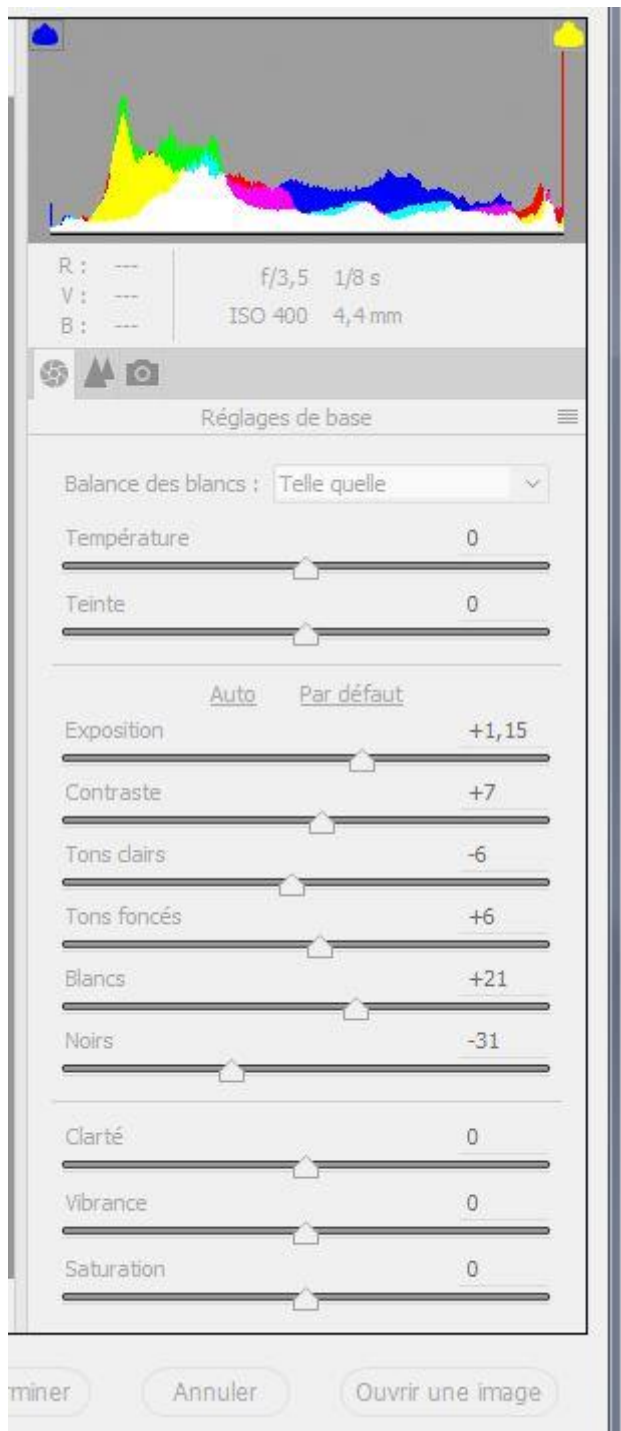 R : ---
V : ---
B : ---
f/3,5 1/8 s
ISO 400 4,4 mm
Réglages de base
Balance des blancs : Telle quelle
Température 0
Teinte 0
Auto Par défaut
Exposition +1,15
Contraste +7
Tons clairs -6
Tons foncés +6
Blancs +21
Noirs -31
Clarté 0
Vibrance 0
Saturation 0
rminer Annuler Ouvrir une image